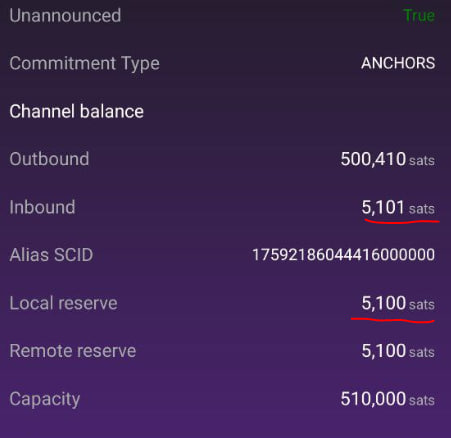 Unannounced True
Commitment Type ANCHORS
Channel balance
Outbound 500,410 sats
Inbound 5,101 sats
Alias SCID 17592186044416000000
Local reserve 5,100 sats
Remote reserve 5,100 sats
Capacity 510,000 sats